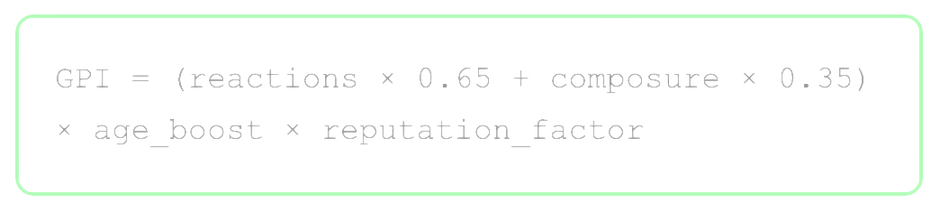 GPI = (reactions × 0.65 + composure × 0.35)
× age_boost × reputation_factor